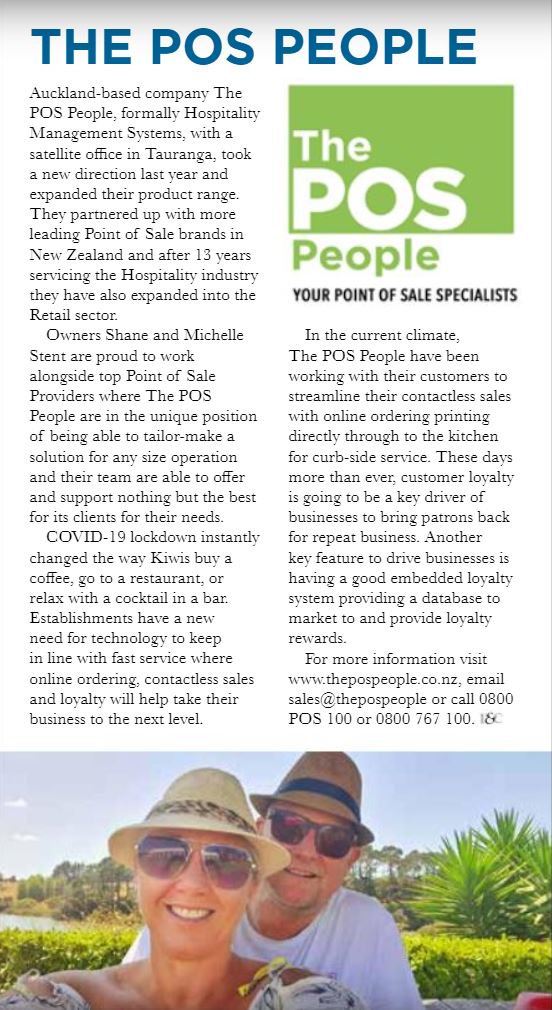 THE POS PEOPLE
Auckland-based company The
POS People, formally Hospitality
Management Systems, with a
satellite office in Tauranga, took
a new direction last year and
expanded their product range.
They partnered up with more
leading Point of Sale brands in
New Zealand and after 13 years
servicing the Hospitality industry
they have also expanded into the
Retail sector.
Owners Shane and Michelle
Stent are proud to work
alongside top Point of Sale
Providers where The POS
People are in the unique position
of being able to tailor-make a
solution for any size operation
and their team are able to offer
and support nothing but the best
for its clients for their needs.
COVID-19 lockdown instantly
changed the way Kiwis buy a
coffee, go to a restaurant, or
relax with a cocktail in a bar.
Establishments have a new
need for technology to keep
in line with fast service where
online ordering, contactless sales
and loyalty will help take their
business to the next level.
The
POS
People
YOUR POINT OF SALE SPECIALISTS
In the current climate,
The POS People have been
working with their customers to
streamline their contactless sales
with online ordering printing
directly through to the kitchen
for curb-side service. These days
more than ever, customer loyalty
is going to be a key driver of
businesses to bring patrons back
for repeat business. Another
key feature to drive businesses is
having a good embedded loyalty
system providing a database to
market to and provide loyalty
rewards.
For more information visit
www.thepospeople.co.nz, email
sales@thepospeople or call 0800
POS 100 or 0800 767 100.